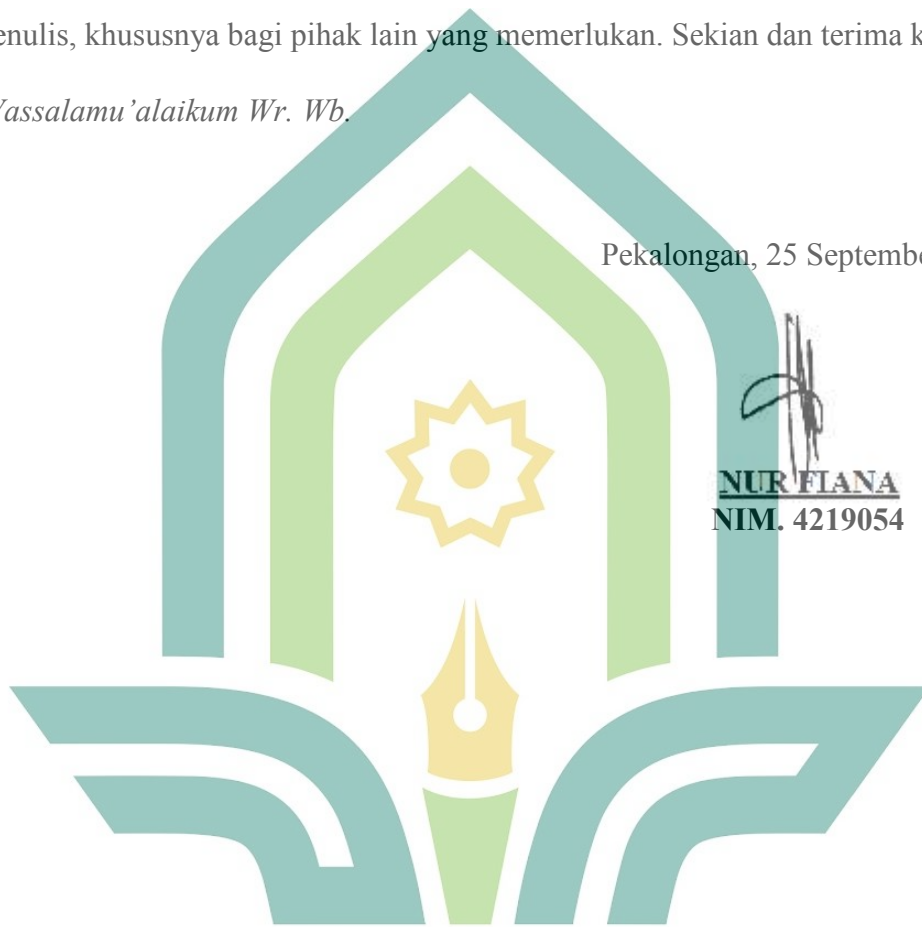 enulis, khususnya bagi pihak lain yang memerlukan. Sekian dan terima k
assalamu’alaikum Wr. Wb.
Pekalongan, 25 Septemb
NUR FIANA
NIM. 4219054